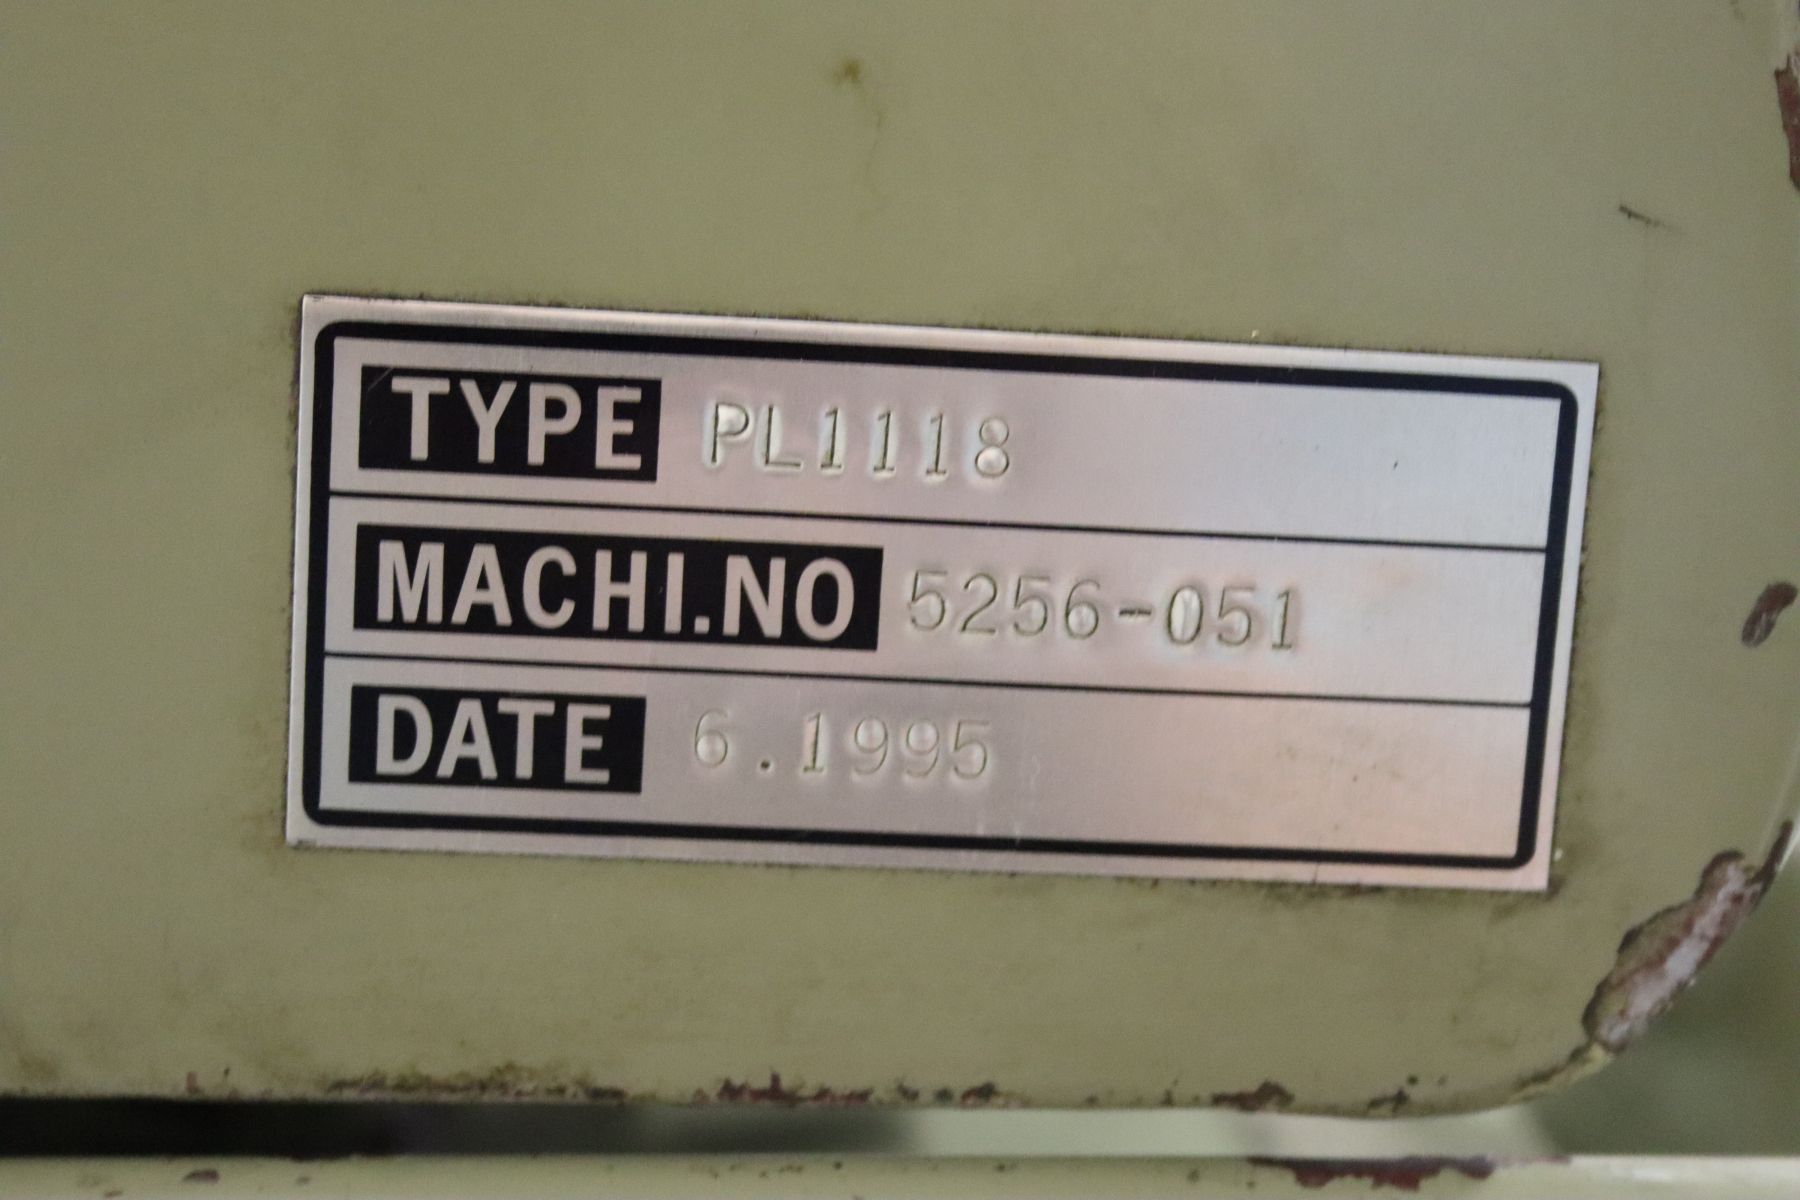 TYPE PL1118
MACHI.NO 5256-051
DATE 6.1995